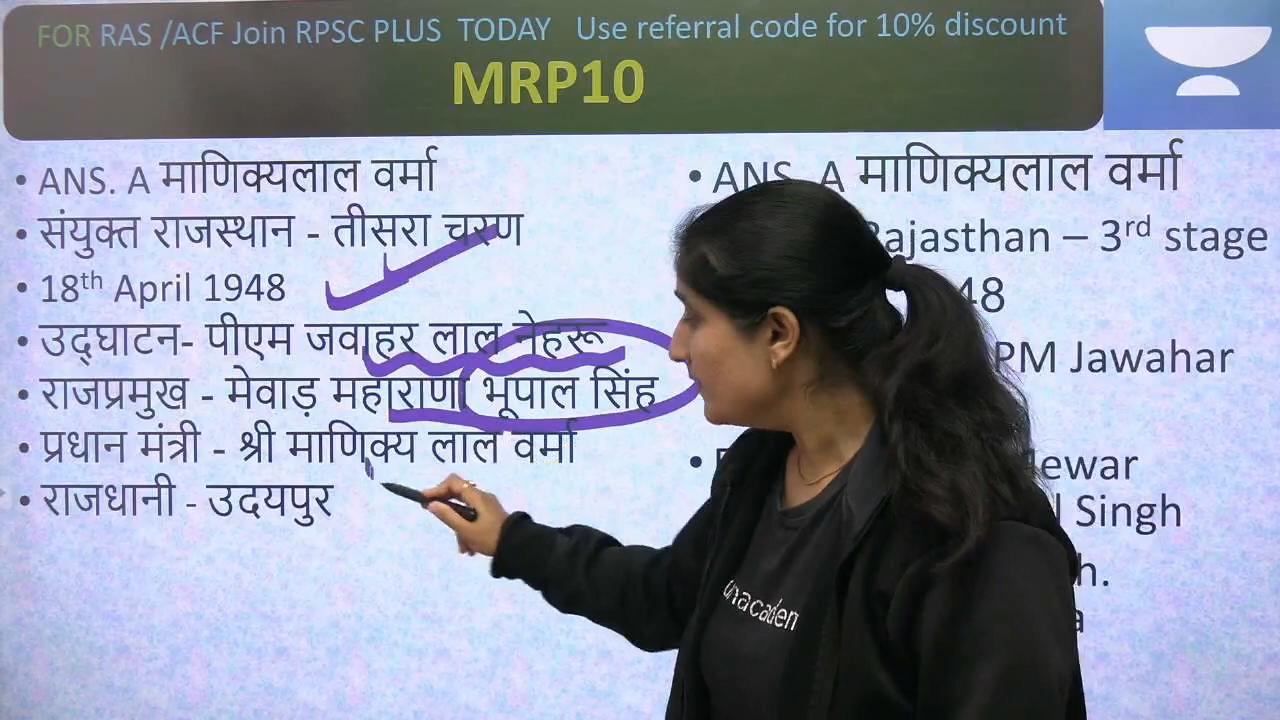 FOR RAS /ACF Join RPSC PLUS TODAY Use referral code for 10% discount
MRP10
• ANS. A माणिक्यलाल वर्मा
• संयुक्त राजस्थान - तीसरा चरण
• 18th April 1948
• उद्घाटन- पीएम जवाहर लाल नेहरू
• राजप्रमुख - मेवाड़ महाराणा भूपाल सिंह
• प्रधान मंत्री - श्री माणिक्य लाल वर्मा
• राजधानी - उदयपुर
• ANS. A माणिक्यलाल वर्मा
Rajasthan – 3rd stage
48
PM Jawahar
Mewar
Singh
unacadem